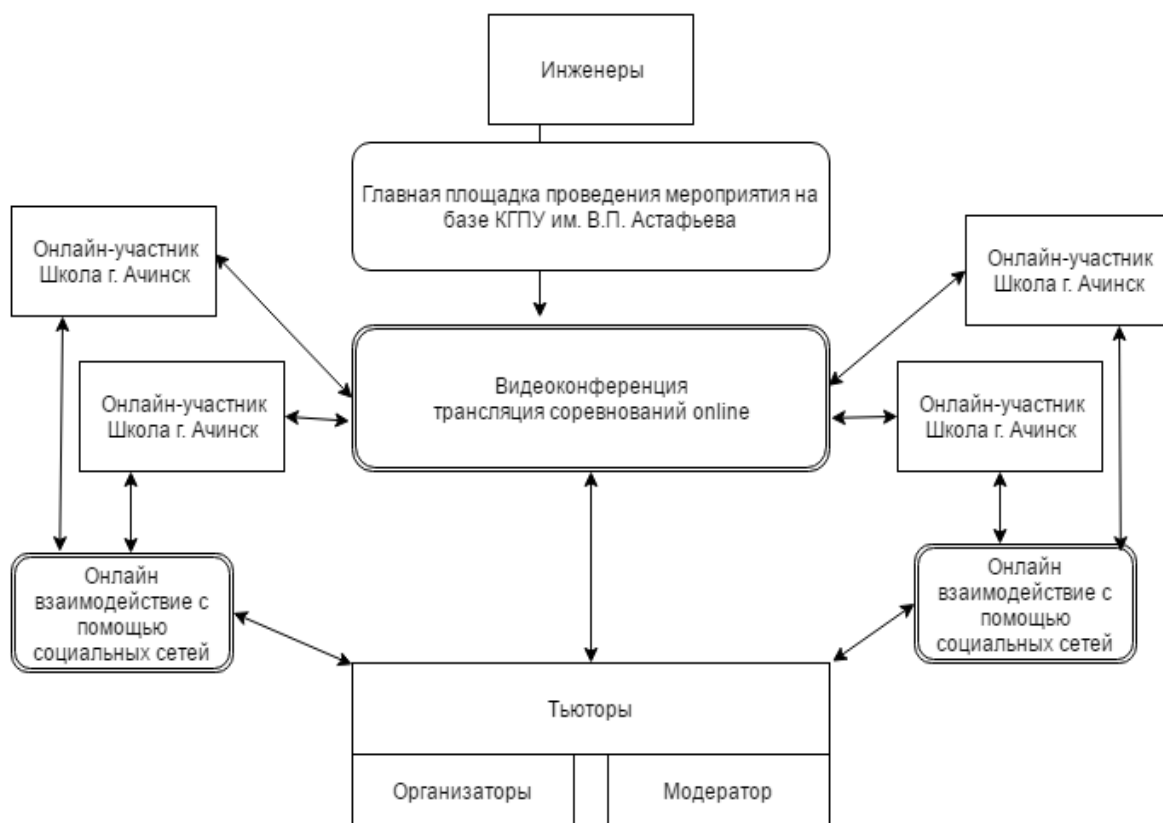 Инженеры
Главная площадка проведения мероприятия на
базе КГПУ им. В.П. Астафьева
Онлайн-участник
Школа г. Ачинск
Онлайн-участник
Школа г. Ачинск
Видеоконференция
трансляция соревнований online
Онлайн-участник
Школа г. Ачинск
Онлайн-участник
Школа г. Ачинск
Онлайн
взаимодействие с
помощью
социальных сетей
Онлайн
взаимодействие с
помощью
социальных сетей
Тьюторы
Организаторы
Модератор